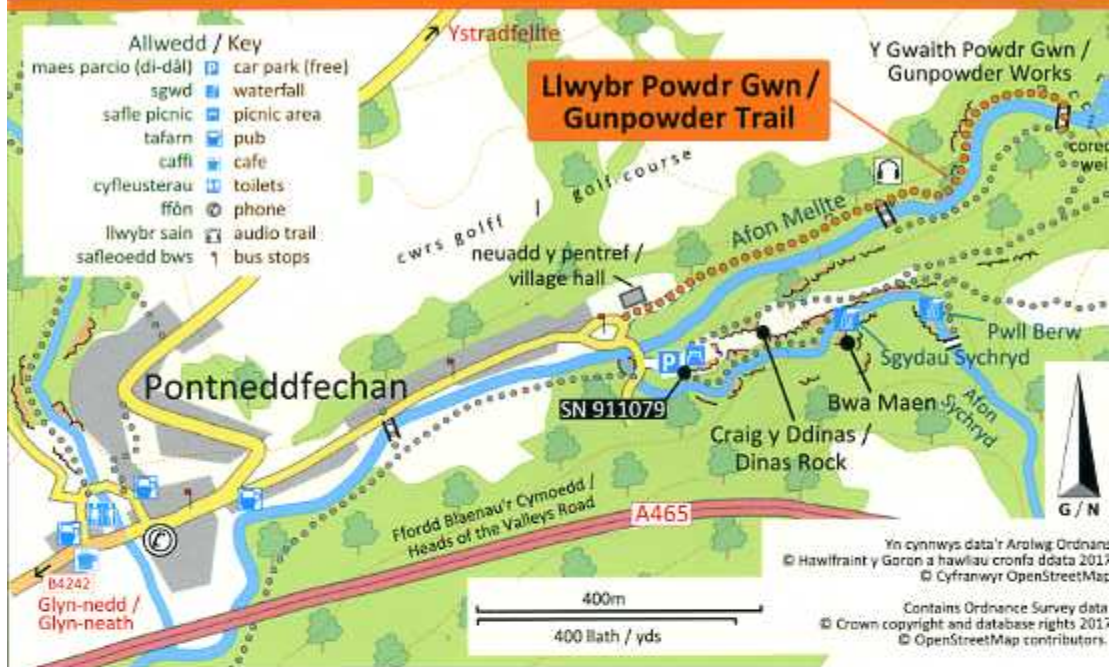 Allwedd / Key
maes parcio (di-dâl) P car park (free)
sgwd waterfall
safle picnic picnic area
tafarn pub
caffi cafe
cyfleusterau toilets
ffôn phone
llwybr sain audio trail
safleoedd bws bus stops
Ystradfellte
Llwybr Powdr Gwn /
Gunpowder Trail
Y Gwaith Powdr Gwn /
Gunpowder Works
cored
wei
cwrs golff / golf course
Afon Mellte
neuadd y pentref /
village hall
Pontneddfechan
P
SN 911079
Pwll Berw
Sgydau Sychryd
Bwa Maen
Afon
Sychryd
Craig y Ddinas /
Dinas Rock
Ffordd Blaenau'r Cymoedd /
Heads of the Valleys Road
A465
G / N
B4242
Glyn-nedd /
Glyn-neath
400m
400 llath / yds
Yn cynnwys data'r Arolwg Ordnans
© Hawlfraint y Goron a hawliau cronfa ddata 2017
© Cyfranwyr OpenStreetMap
Contains Ordnance Survey data
© Crown copyright and database rights 2017
© OpenStreetMap contributors.